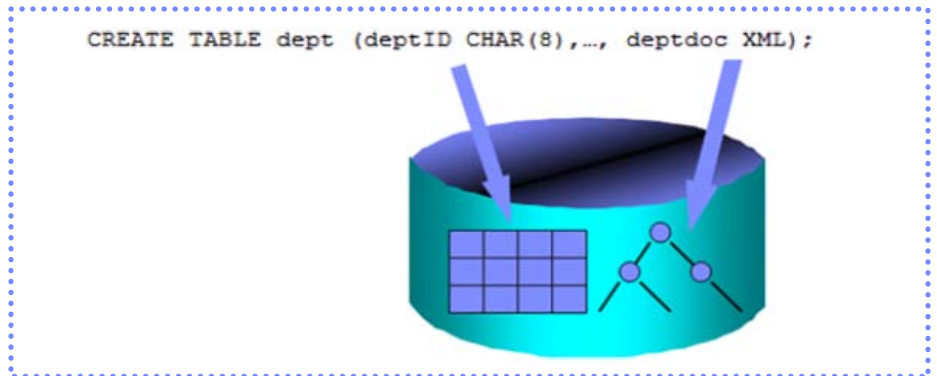 CREATE TABLE dept (deptID CHAR(8),…, deptdoc XML);